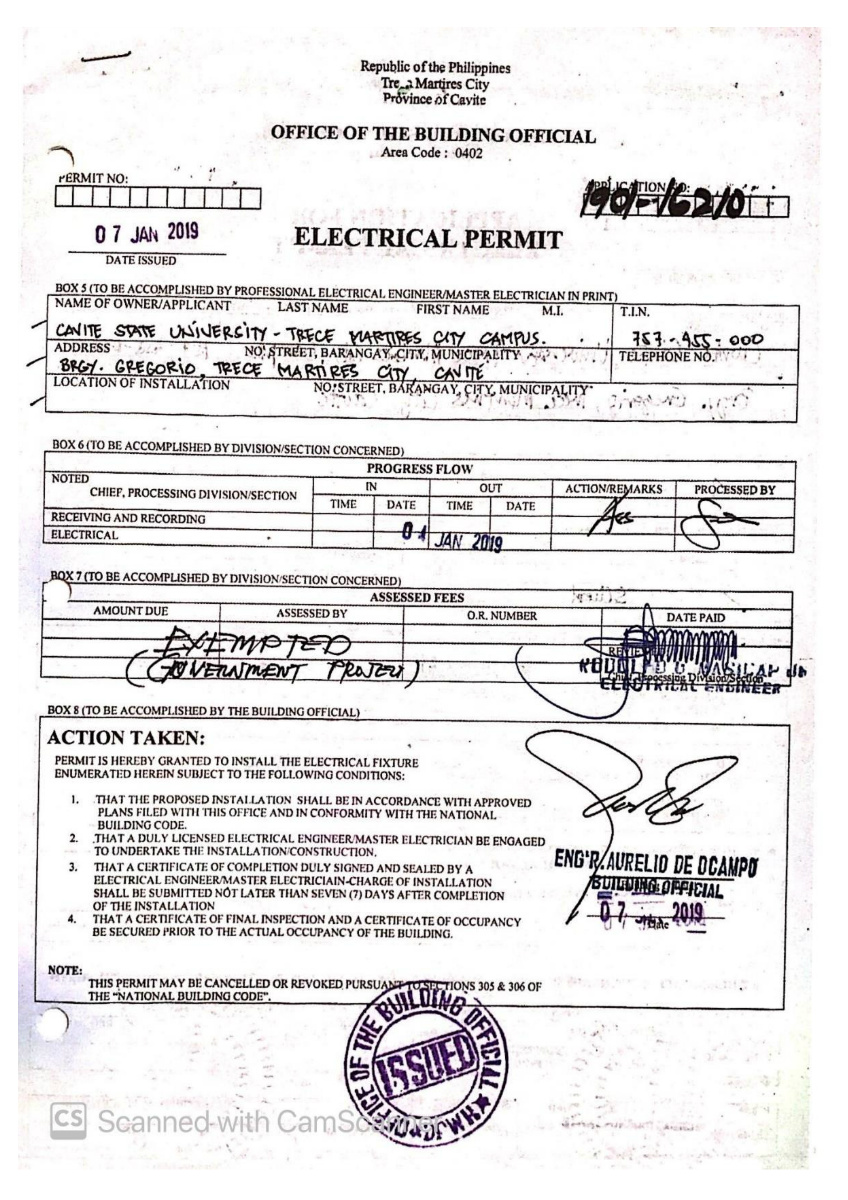 Republic of the Philippines
Tre Martires City
Province of Cavite
OFFICE OF THE BUILDING OFFICIAL
Area Code : 0402
PERMIT NO:
APPLICATION NO:
1901-16210
07 JAN 2019
DATE ISSUED
ELECTRICAL PERMIT
BOX 5 (TO BE ACCOMPLISHED BY PROFESSIONAL ELECTRICAL ENGINEER/MASTER ELECTRICIAN IN PRINT)
NAME OF OWNER/APPLICANT LAST NAME FIRST NAME M.I. T.I.N.
CAVITE STATE UNIVERSITY - TRECE MARTIRES CITY CAMPUS. 757-955-000
ADDRESS NO. STREET, BARANGAY, CITY, MUNICIPALITY TELEPHONE NO.
BRGY. GREGORIO, TRECE MARTIRES CITY CAVITE
LOCATION OF INSTALLATION NO. STREET, BARANGAY, CITY, MUNICIPALITY
BOX 6 (TO BE ACCOMPLISHED BY DIVISION/SECTION CONCERNED)
PROGRESS FLOW
NOTED
CHIEF, PROCESSING DIVISION/SECTION
IN OUT ACTION/REMARKS PROCESSED BY
TIME DATE TIME DATE
RECEIVING AND RECORDING
ELECTRICAL 04 JAN 2019
BOX 7 (TO BE ACCOMPLISHED BY DIVISION/SECTION CONCERNED)
ASSESSED FEES
AMOUNT DUE ASSESSED BY O.R. NUMBER DATE PAID
EXEMPTED
(GOVERNMENT PROJECT)
Chief, Processing Division/Section
ELECTRICAL ENGINEER
BOX 8 (TO BE ACCOMPLISHED BY THE BUILDING OFFICIAL)
ACTION TAKEN:
PERMIT IS HEREBY GRANTED TO INSTALL THE ELECTRICAL FIXTURE
ENUMERATED HEREIN SUBJECT TO THE FOLLOWING CONDITIONS:
1. THAT THE PROPOSED INSTALLATION SHALL BE IN ACCORDANCE WITH APPROVED
PLANS FILED WITH THIS OFFICE AND IN CONFORMITY WITH THE NATIONAL
BUILDING CODE.
2. THAT A DULY LICENSED ELECTRICAL ENGINEER/MASTER ELECTRICIAN BE ENGAGED
TO UNDERTAKE THE INSTALLATION/CONSTRUCTION.
3. THAT A CERTIFICATE OF COMPLETION DULY SIGNED AND SEALED BY A
ELECTRICAL ENGINEER/MASTER ELECTRICIAIN-CHARGE OF INSTALLATION
SHALL BE SUBMITTED NOT LATER THAN SEVEN (7) DAYS AFTER COMPLETION
OF THE INSTALLATION
4. THAT A CERTIFICATE OF FINAL INSPECTION AND A CERTIFICATE OF OCCUPANCY
BE SECURED PRIOR TO THE ACTUAL OCCUPANCY OF THE BUILDING.
ENG'R. AURELIO DE OCAMPO
BUILDING OFFICIAL
07 2019
Date
NOTE:
THIS PERMIT MAY BE CANCELLED OR REVOKED PURSUANT TO SECTIONS 305 & 306 OF
THE "NATIONAL BUILDING CODE".
OFFICE OF THE BUILDING OFFICIAL
ISSUED
CS Scanned with CamScanner